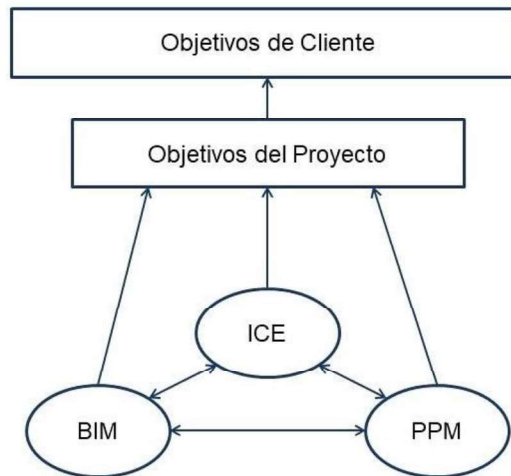 Objetivos de Cliente
Objetivos del Proyecto
ICE
BIM
PPM